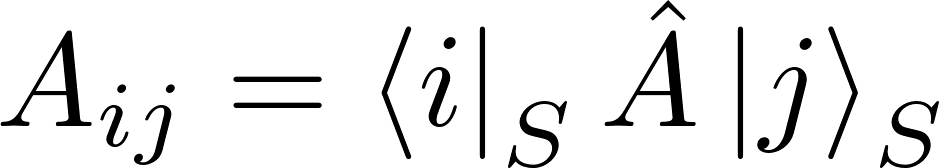 A_{ij} = ⟨i|_S Â |j⟩_S